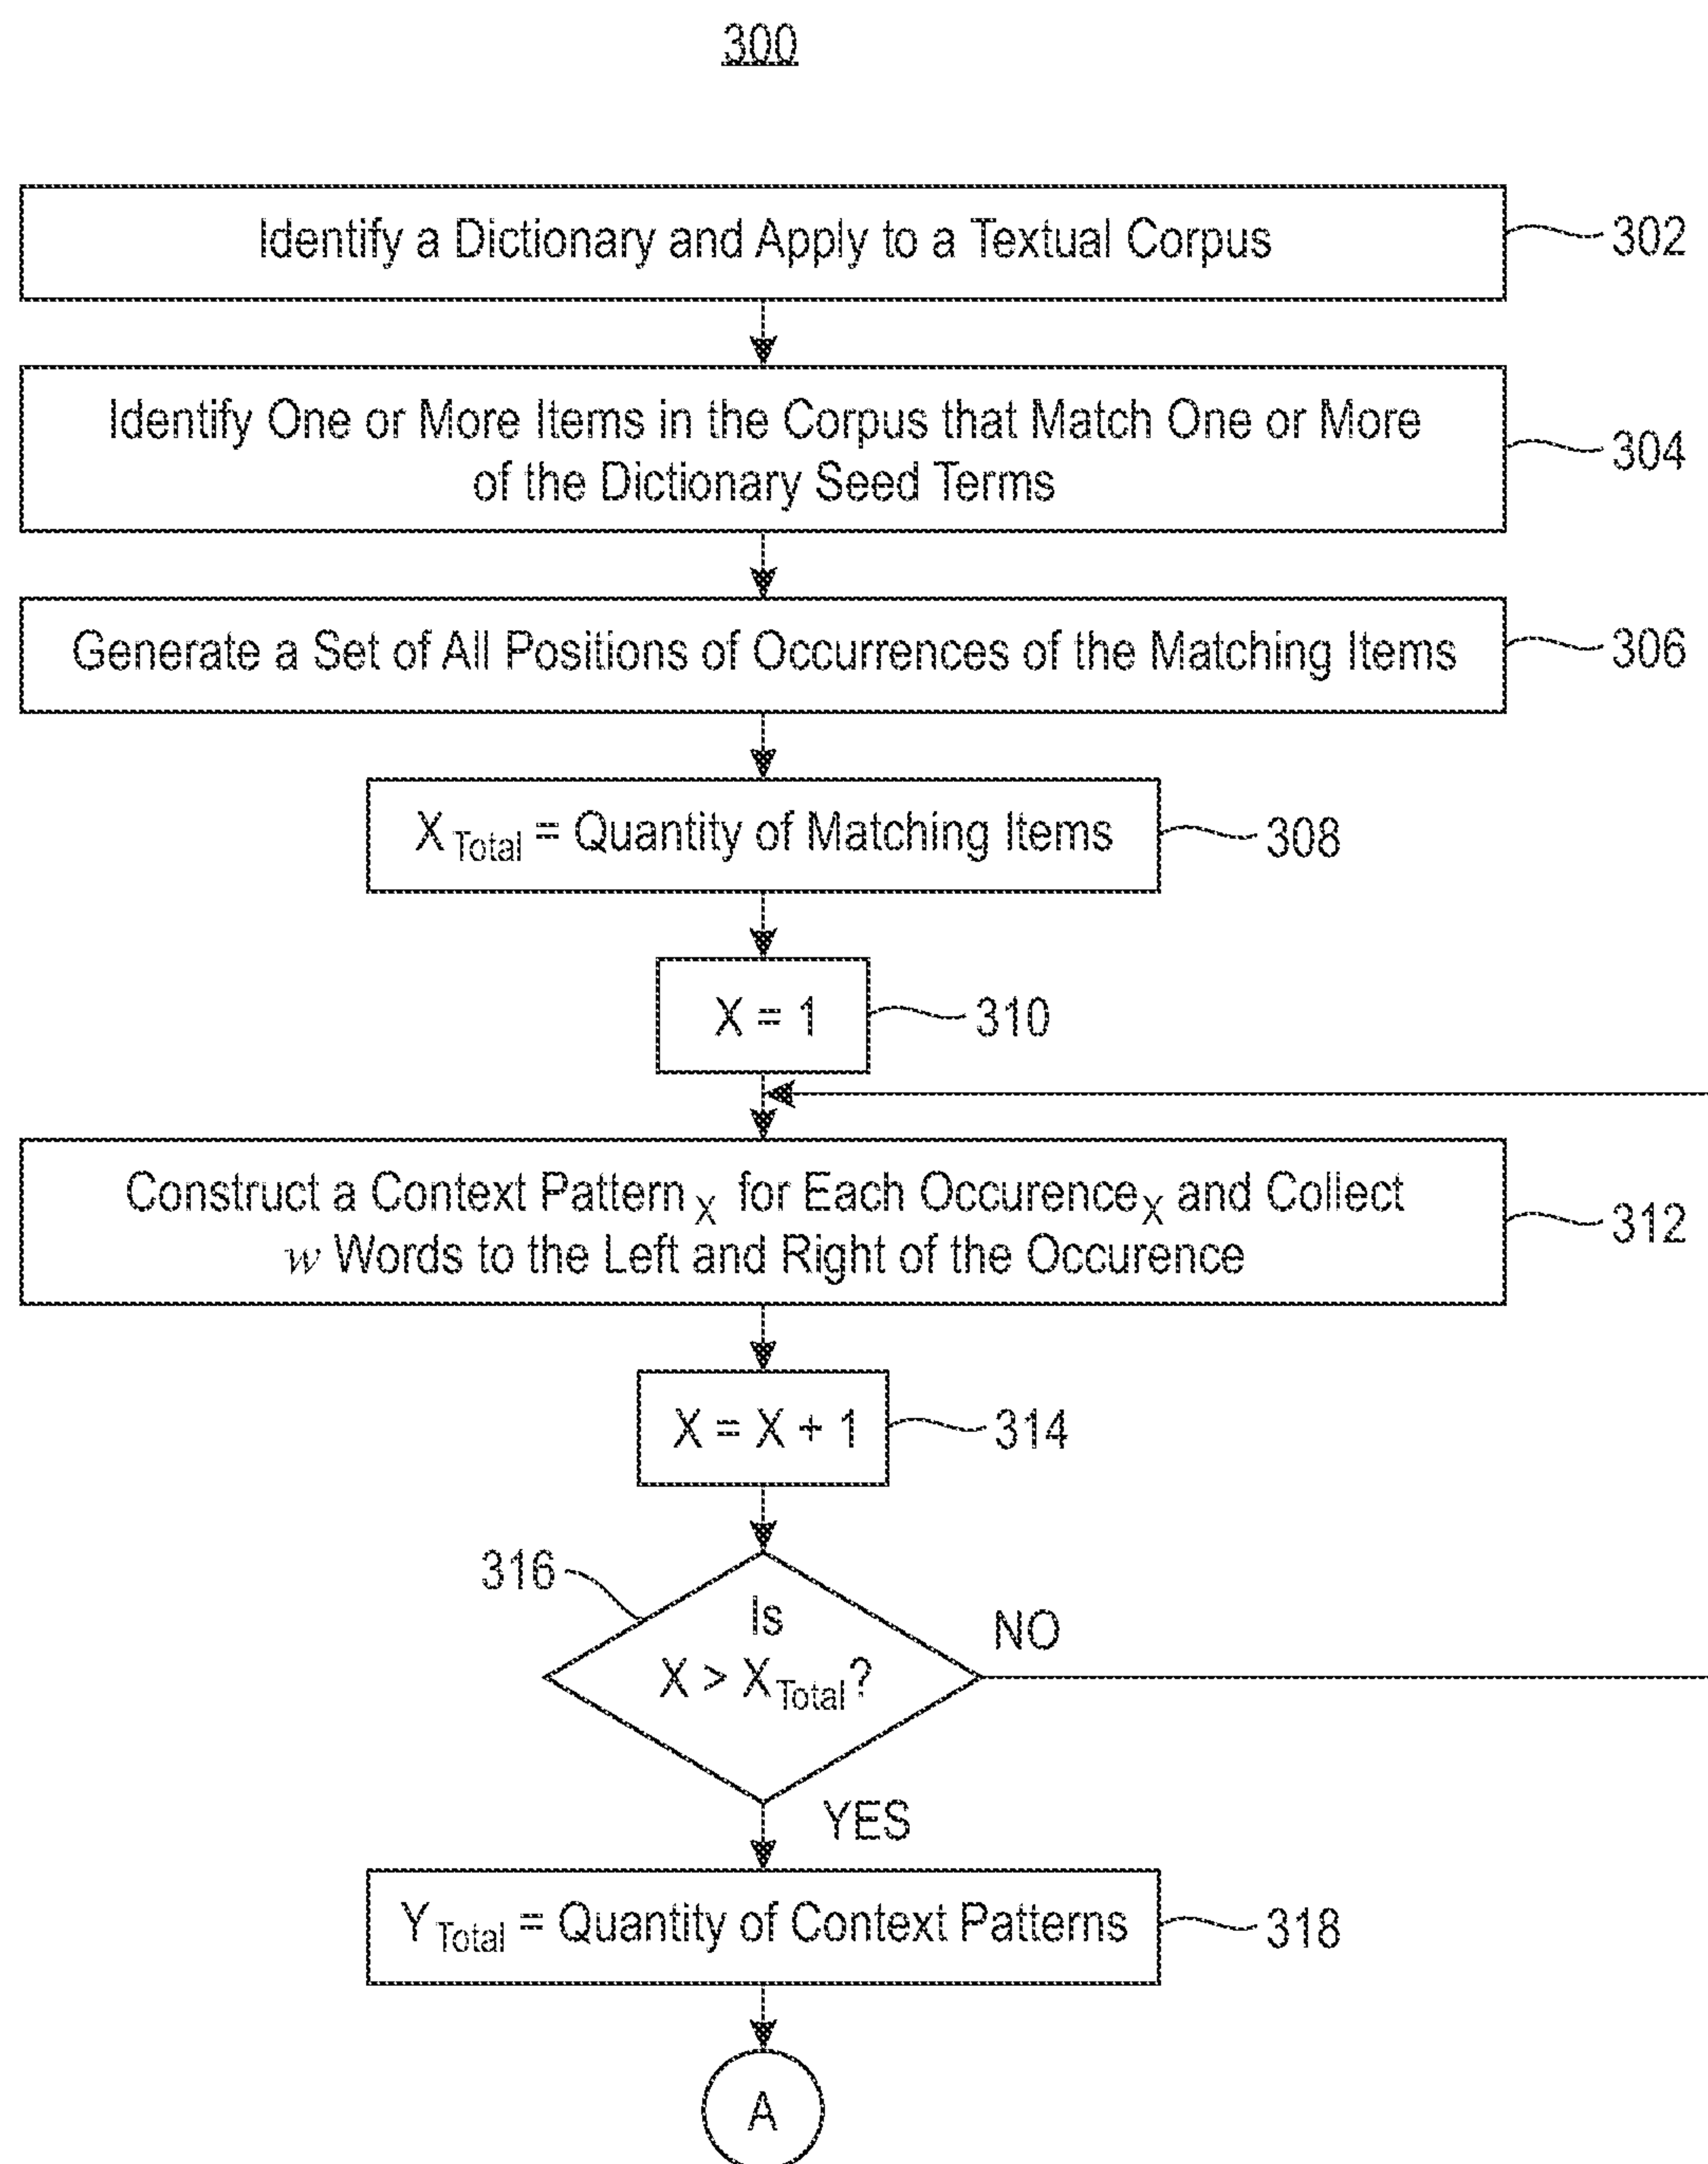 300
Identify a Dictionary and Apply to a Textual Corpus
302
Identify One or More Items in the Corpus that Match One or More
of the Dictionary Seed Terms
304
Generate a Set of All Positions of Occurrences of the Matching Items
306
X Total = Quantity of Matching Items
308
X = 1
310
Construct a Context Pattern X for Each OccurenceX and Collect
w Words to the Left and Right of the Occurence
312
X = X + 1
314
316
Is
X > XTotal?
NO
YES
Y Total = Quantity of Context Patterns
318
A